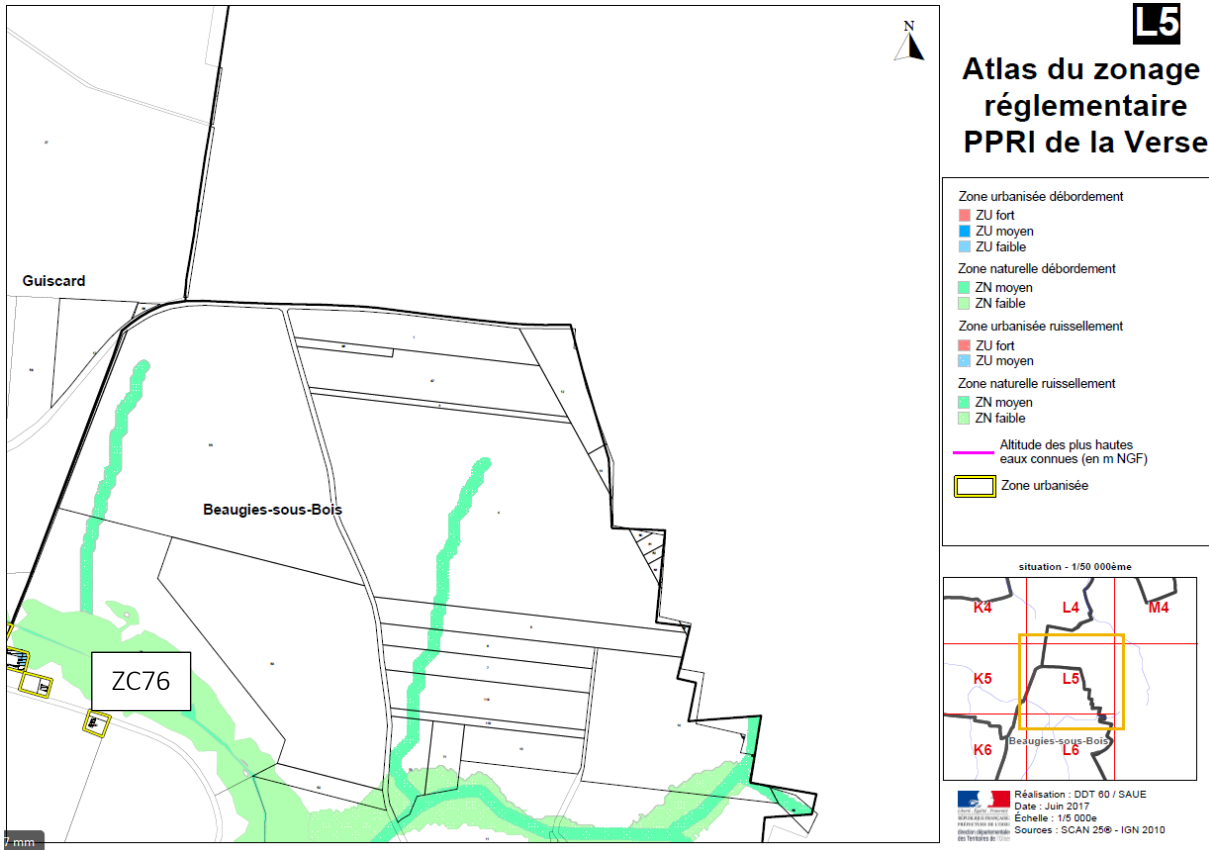 L5
N
Atlas du zonage
réglementaire
PPRI de la Verse
Zone urbanisée débordement
ZU fort
ZU moyen
ZU faible
Zone naturelle débordement
ZN moyen
ZN faible
Zone urbanisée ruissellement
ZU fort
ZU moyen
Zone naturelle ruissellement
ZN moyen
ZN faible
Altitude des plus hautes
eaux connues (en m NGF)
Zone urbanisée
Guiscard
Beaugies-sous-Bois
ZC76
7 mm
situation - 1/50 000ème
K4
L4
M4
K5
L5
K6
Beaugies-sous-Bois
L6
Réalisation : DDT 60 / SAUE
Date : Juin 2017
Échelle : 1/5 000e
Sources : SCAN 25® - IGN 2010